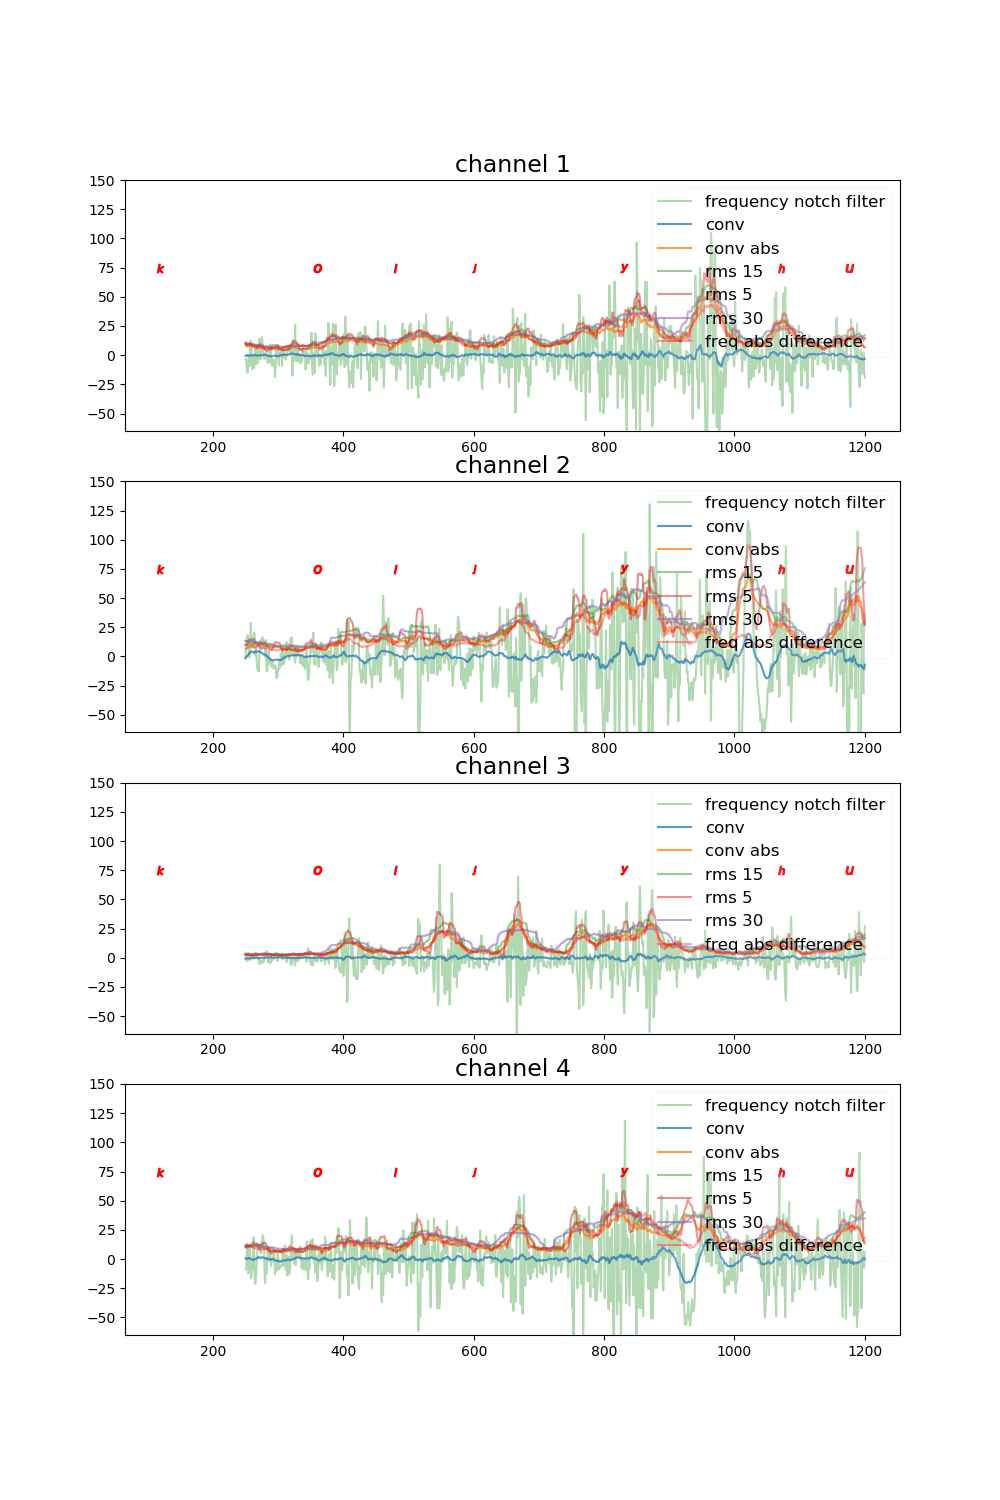 channel 1
150
125
100
75
50
25
0
−25
−50
k o l j y h u
frequency notch filter
conv
conv abs
rms 15
rms 5
rms 30
freq abs difference
200 400 600 800 1000 1200
channel 2
150
125
100
75
50
25
0
−25
−50
k o l j y h u
frequency notch filter
conv
conv abs
rms 15
rms 5
rms 30
freq abs difference
200 400 600 800 1000 1200
channel 3
150
125
100
75
50
25
0
−25
−50
k o l j y h u
frequency notch filter
conv
conv abs
rms 15
rms 5
rms 30
freq abs difference
200 400 600 800 1000 1200
channel 4
150
125
100
75
50
25
0
−25
−50
k o l j y h u
frequency notch filter
conv
conv abs
rms 15
rms 5
rms 30
freq abs difference
200 400 600 800 1000 1200